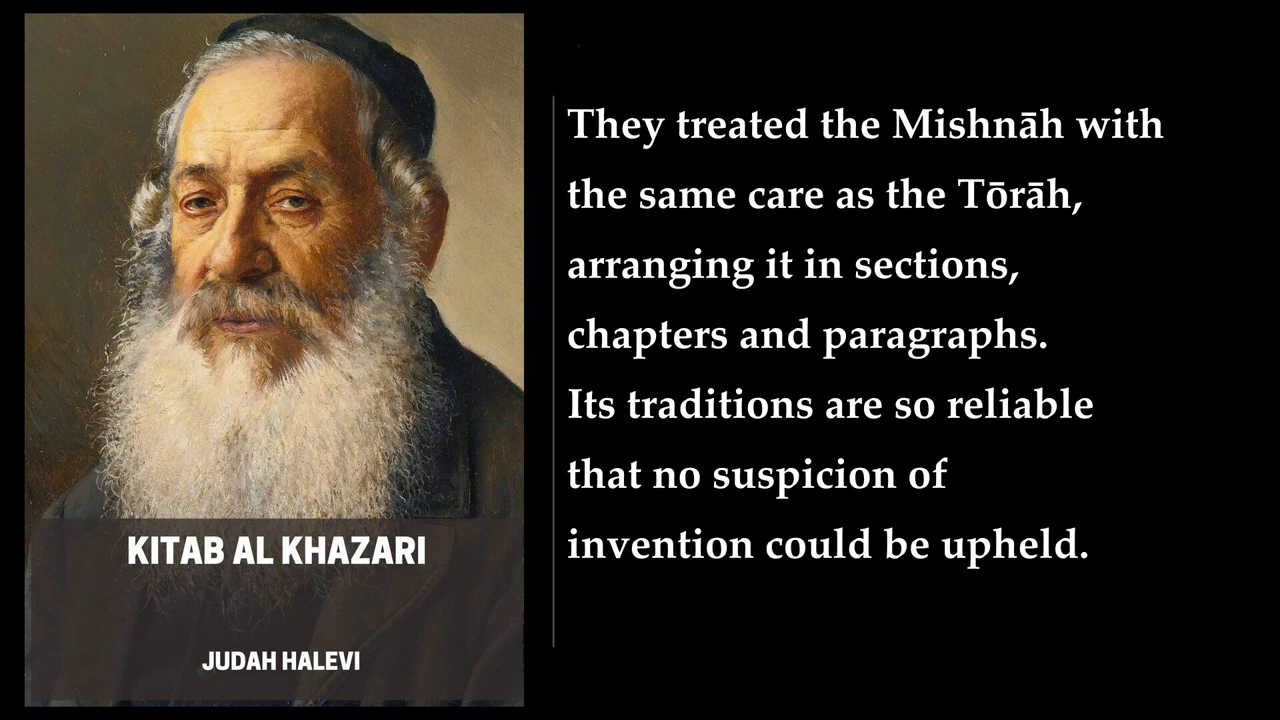 KITAB AL KHAZARI
JUDAH HALEVI
They treated the Mishnāh with
the same care as the Tōrāh,
arranging it in sections,
chapters and paragraphs.
Its traditions are so reliable
that no suspicion of
invention could be upheld.